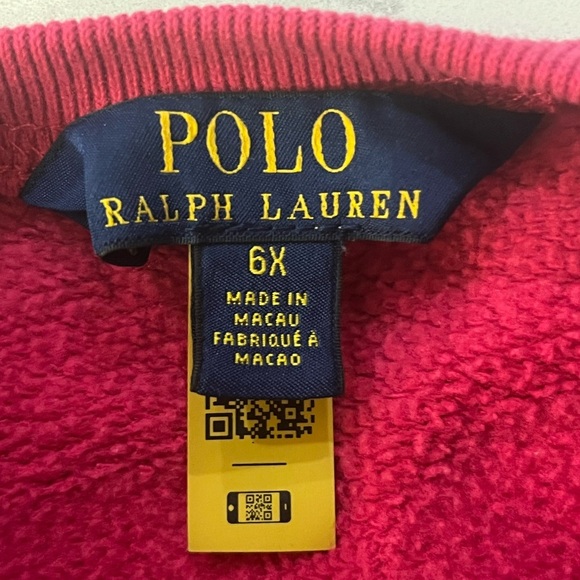 POLO
RALPH LAUREN
6X
MADE IN
MACAU
FABRIQUÉ À
MACAO